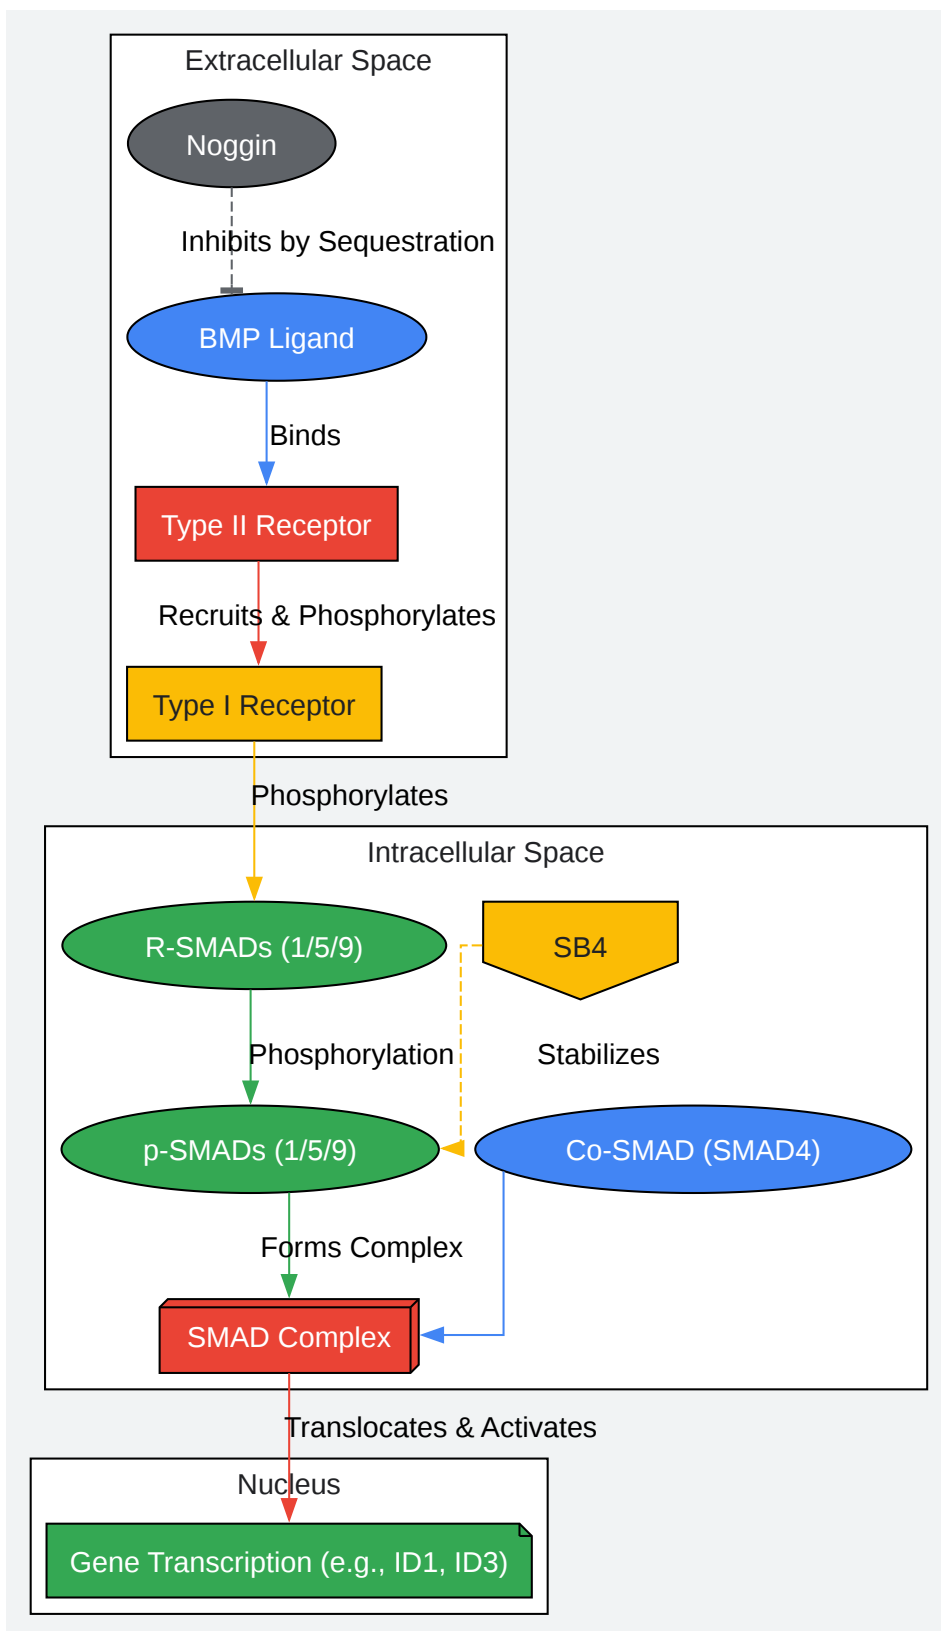 Extracellular Space
Noggin
Inhibits by Sequestration
BMP Ligand
Binds
Type II Receptor
Recruits & Phosphorylates
Type I Receptor
Phosphorylates
Intracellular Space
R-SMADs (1/5/9)
SB4
Phosphorylation
Stabilizes
p-SMADs (1/5/9)
Co-SMAD (SMAD4)
Forms Complex
SMAD Complex
Translocates & Activates
Nucleus
Gene Transcription (e.g., ID1, ID3)